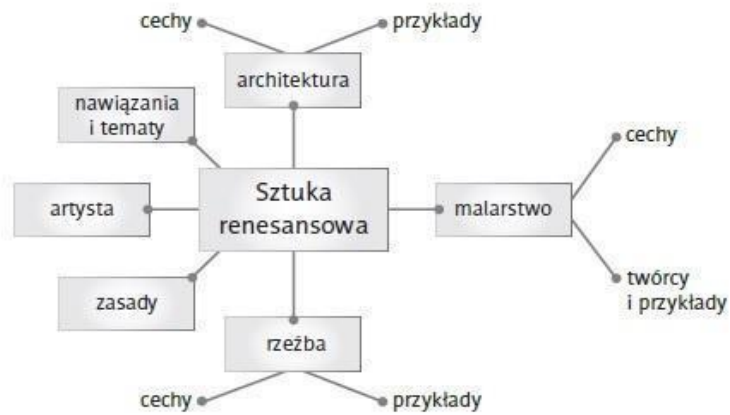 cechy
przykłady
architektura
nawiązania
i tematy
cechy
Sztuka
renesansowa
artysta
malarstwo
zasady
twórcy
i przykłady
rzeźba
cechy
przykłady